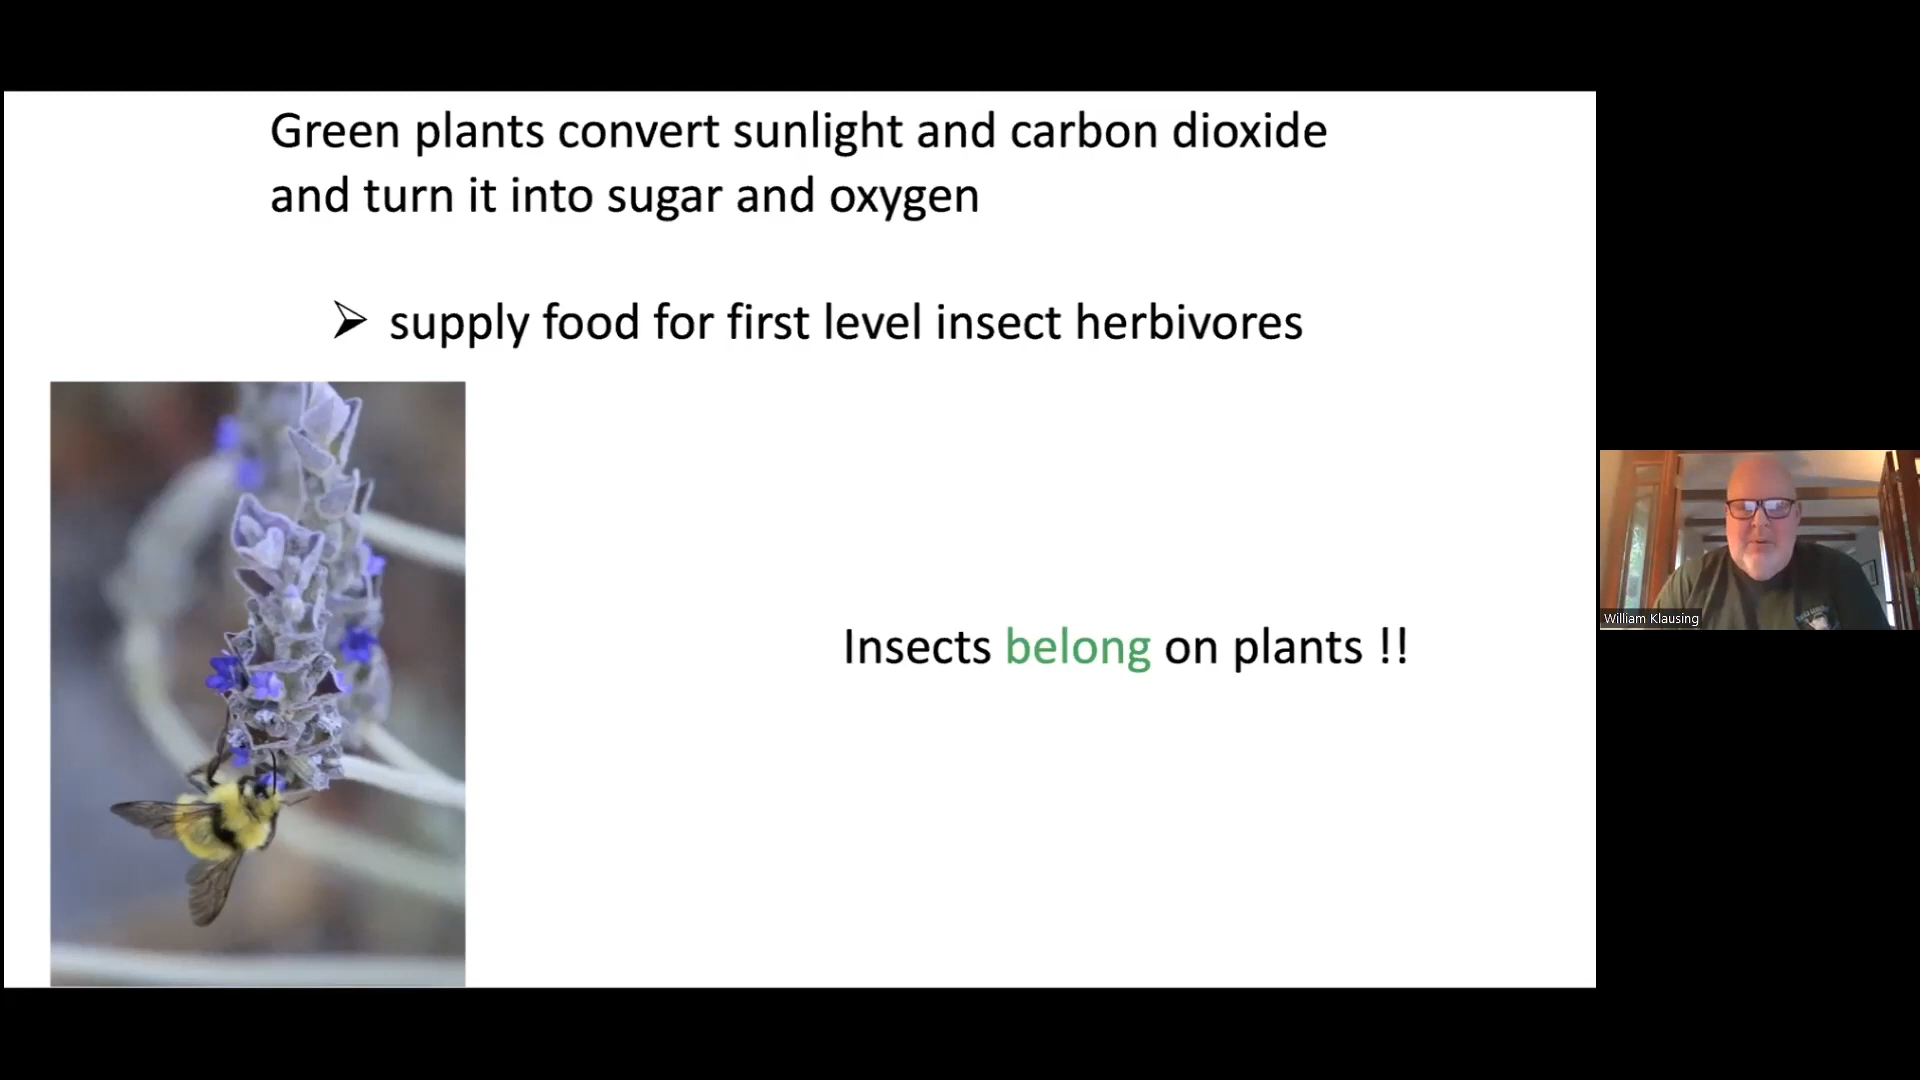 Green plants convert sunlight and carbon dioxide
and turn it into sugar and oxygen
➢ supply food for first level insect herbivores
Insects belong on plants !!
William Klausing